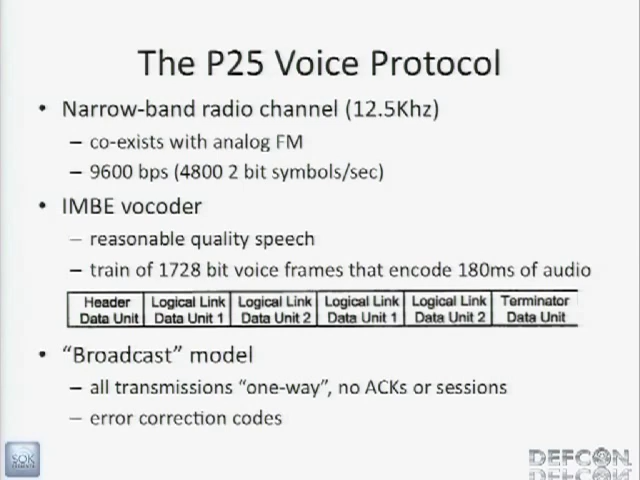 The P25 Voice Protocol
• Narrow-band radio channel (12.5Khz)
– co-exists with analog FM
– 9600 bps (4800 2 bit symbols/sec)
• IMBE vocoder
– reasonable quality speech
– train of 1728 bit voice frames that encode 180ms of audio
Header Data Unit
Logical Link Data Unit 1
Logical Link Data Unit 2
Logical Link Data Unit 1
Logical Link Data Unit 2
Terminator Data Unit
• “Broadcast” model
– all transmissions “one-way”, no ACKs or sessions
– error correction codes
SOK
DEFCON